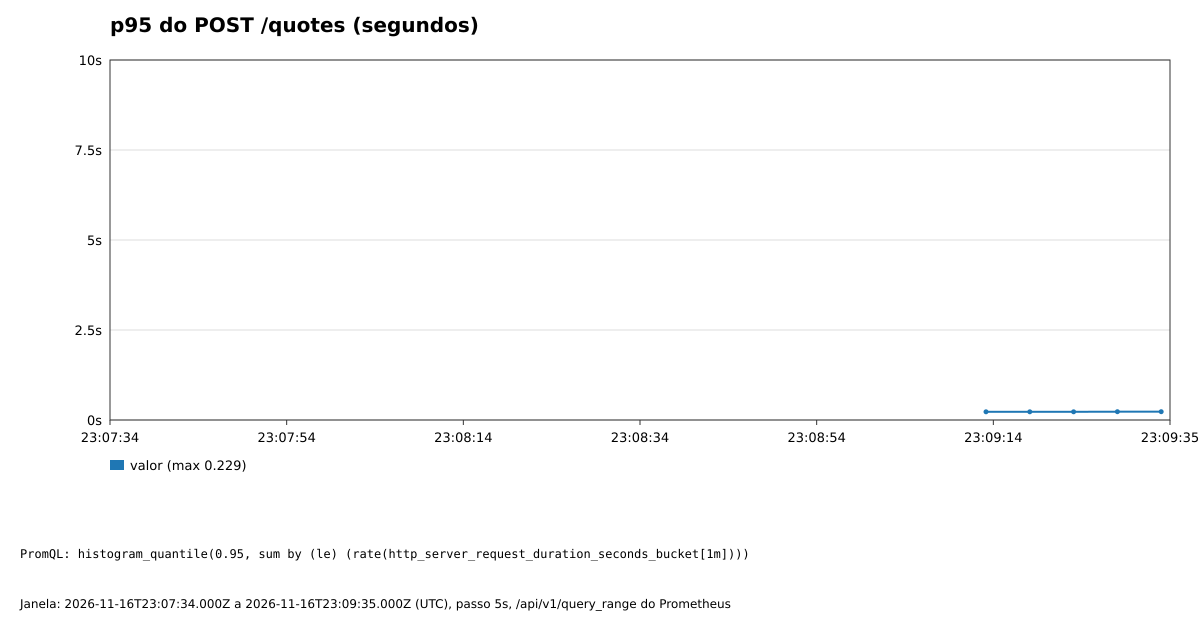 p95 do POST /quotes (segundos)
10s
7.5s
5s
2.5s
0s
23:07:34 23:07:54 23:08:14 23:08:34 23:08:54 23:09:14 23:09:35
valor (max 0.229)
PromQL: histogram_quantile(0.95, sum by (le) (rate(http_server_request_duration_seconds_bucket[1m])))
Janela: 2026-11-16T23:07:34.000Z a 2026-11-16T23:09:35.000Z (UTC), passo 5s, /api/v1/query_range do Prometheus